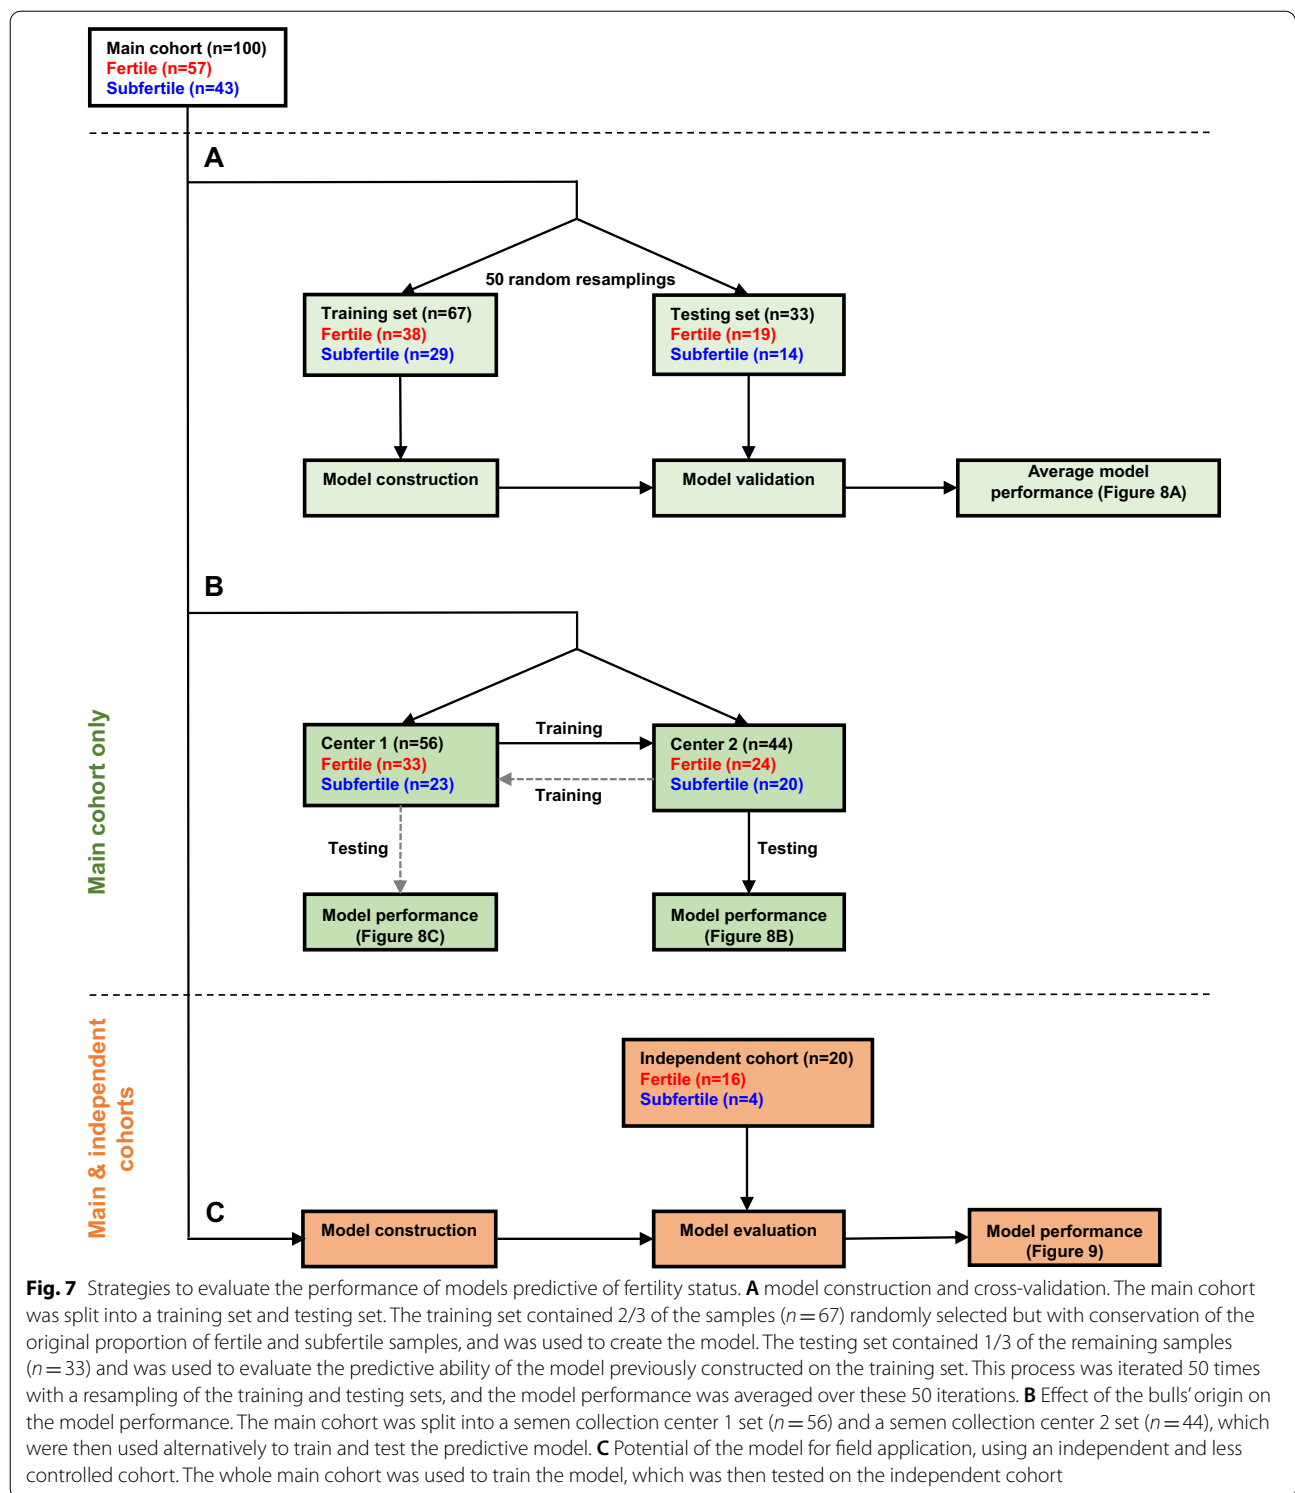 Main cohort (n=100)
Fertile (n=57)
Subfertile (n=43)
A
50 random resamplings
Training set (n=67)
Fertile (n=38)
Subfertile (n=29)
Testing set (n=33)
Fertile (n=19)
Subfertile (n=14)
Model construction
Model validation
Average model
performance (Figure 8A)
B
Main cohort only
Center 1 (n=56)
Fertile (n=33)
Subfertile (n=23)
Training
Training
Center 2 (n=44)
Fertile (n=24)
Subfertile (n=20)
Testing
Testing
Model performance
(Figure 8C)
Model performance
(Figure 8B)
Main & independent
cohorts
Independent cohort (n=20)
Fertile (n=16)
Subfertile (n=4)
C
Model construction
Model evaluation
Model performance
(Figure 9)
Fig. 7 Strategies to evaluate the performance of models predictive of fertility status. A model construction and cross-validation. The main cohort
was split into a training set and testing set. The training set contained 2/3 of the samples (n = 67) randomly selected but with conservation of the
original proportion of fertile and subfertile samples, and was used to create the model. The testing set contained 1/3 of the remaining samples
(n = 33) and was used to evaluate the predictive ability of the model previously constructed on the training set. This process was iterated 50 times
with a resampling of the training and testing sets, and the model performance was averaged over these 50 iterations. B Effect of the bulls' origin on
the model performance. The main cohort was split into a semen collection center 1 set (n = 56) and a semen collection center 2 set (n = 44), which
were then used alternatively to train and test the predictive model. C Potential of the model for field application, using an independent and less
controlled cohort. The whole main cohort was used to train the model, which was then tested on the independent cohort